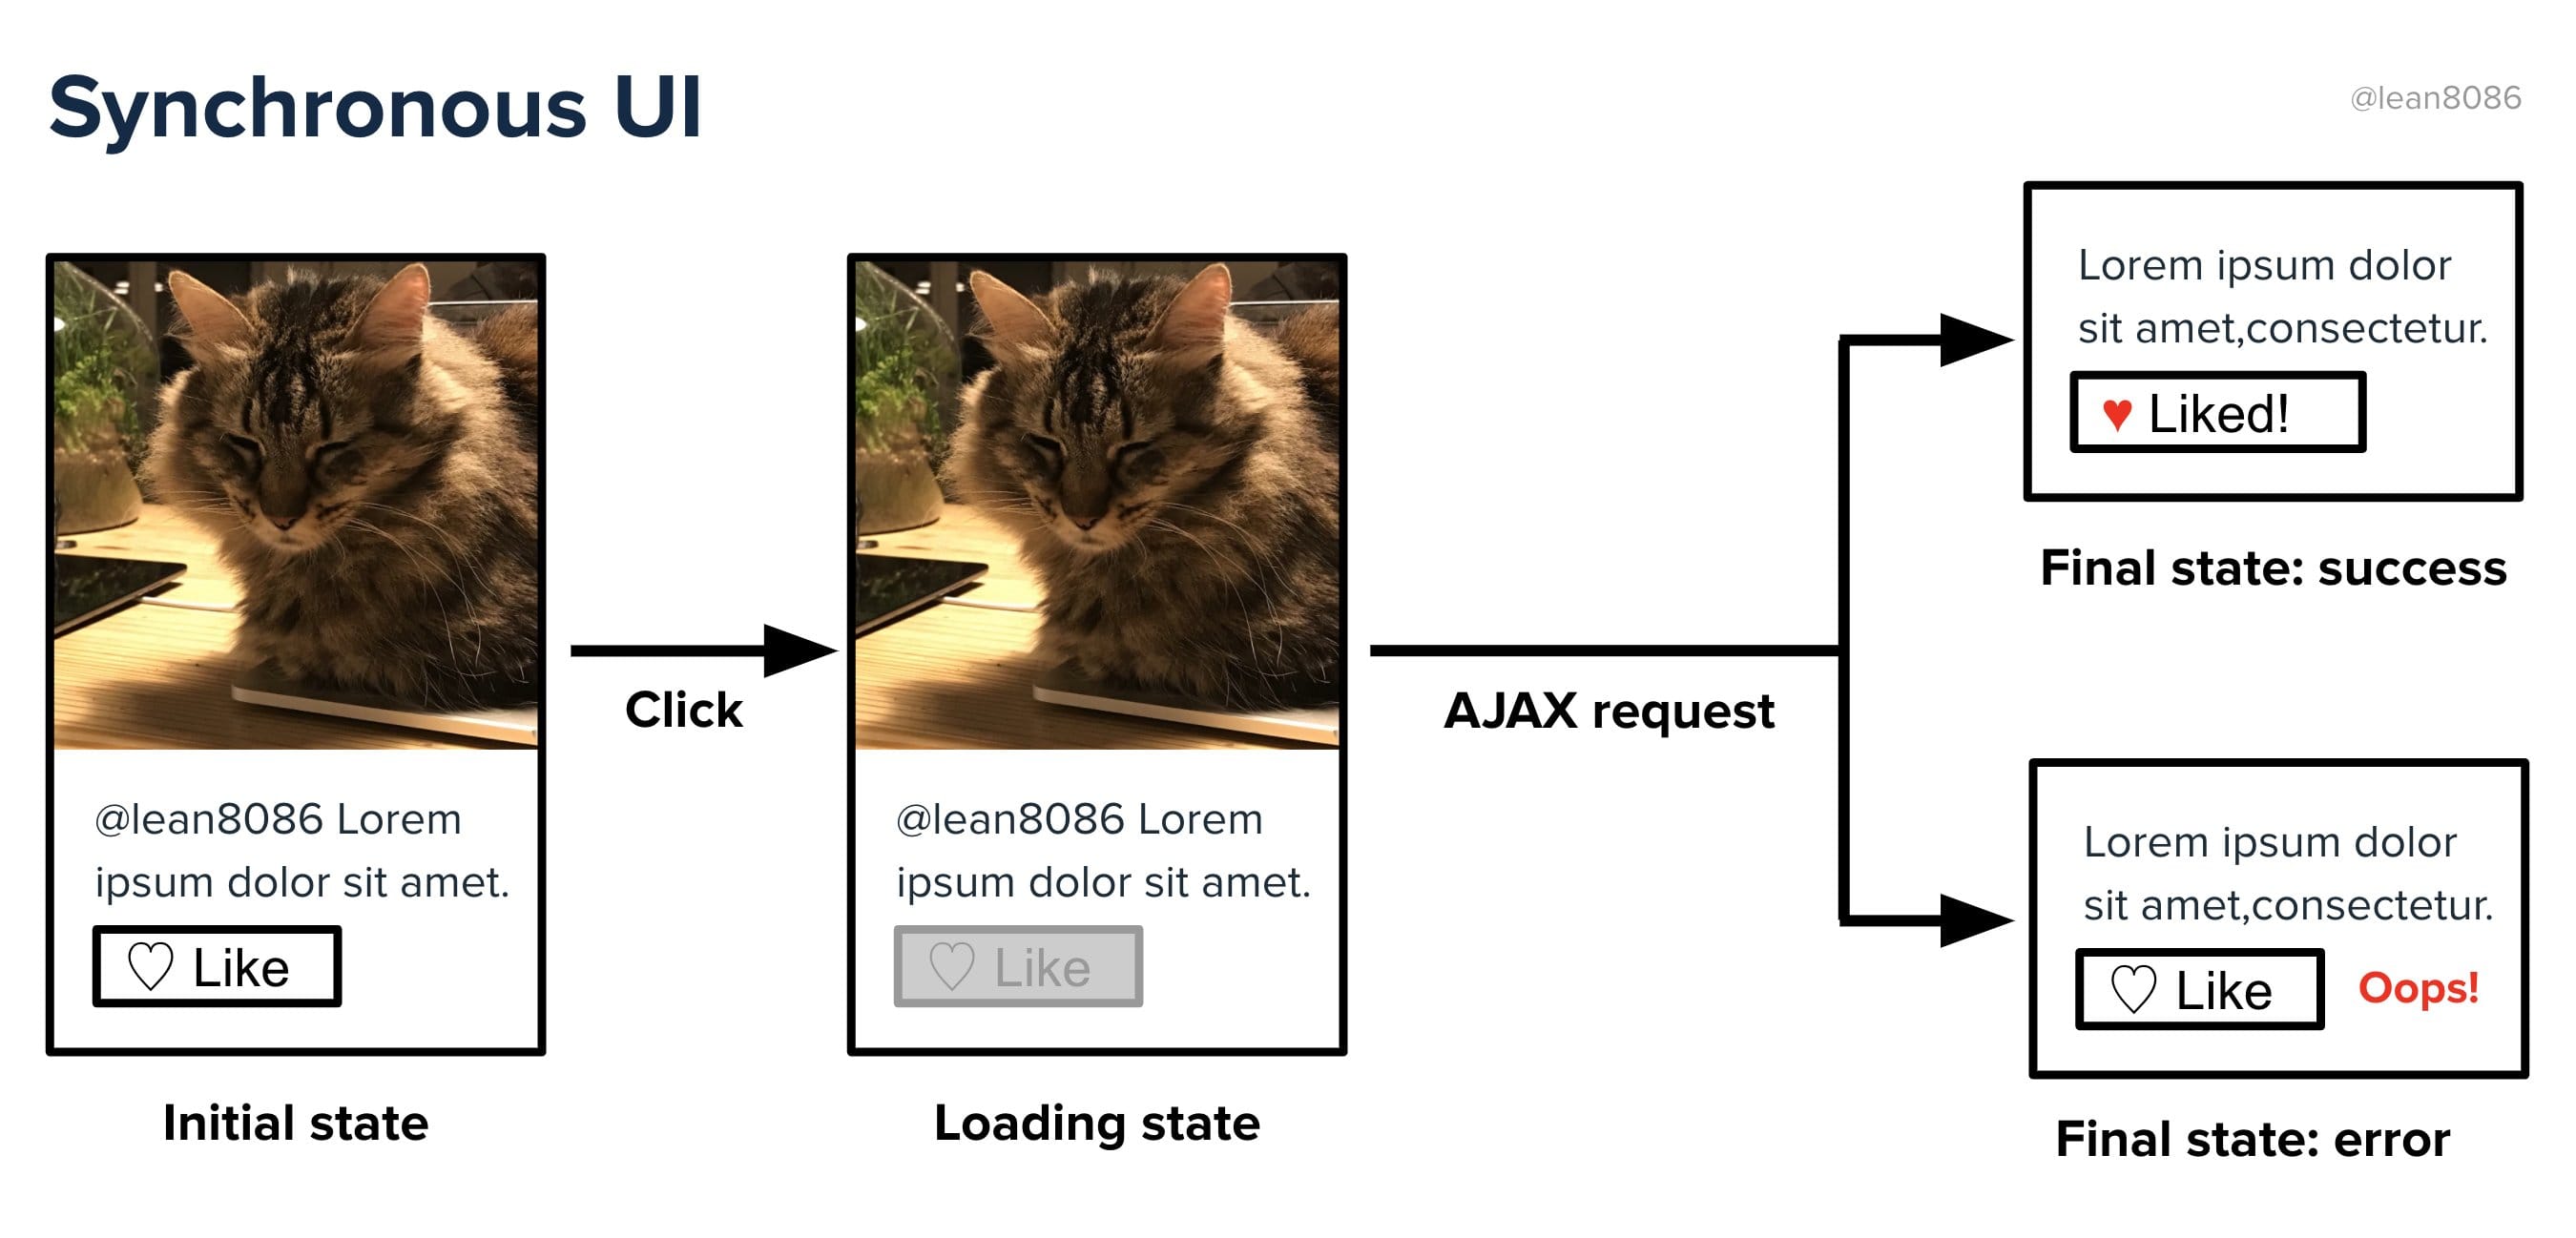 Synchronous UI
@lean8086
@lean8086 Lorem
ipsum dolor sit amet.
♡ Like
Initial state
Click
@lean8086 Lorem
ipsum dolor sit amet.
♡ Like
Loading state
AJAX request
Lorem ipsum dolor
sit amet,consectetur.
♥ Liked!
Final state: success
Lorem ipsum dolor
sit amet,consectetur.
♡ Like
Oops!
Final state: error